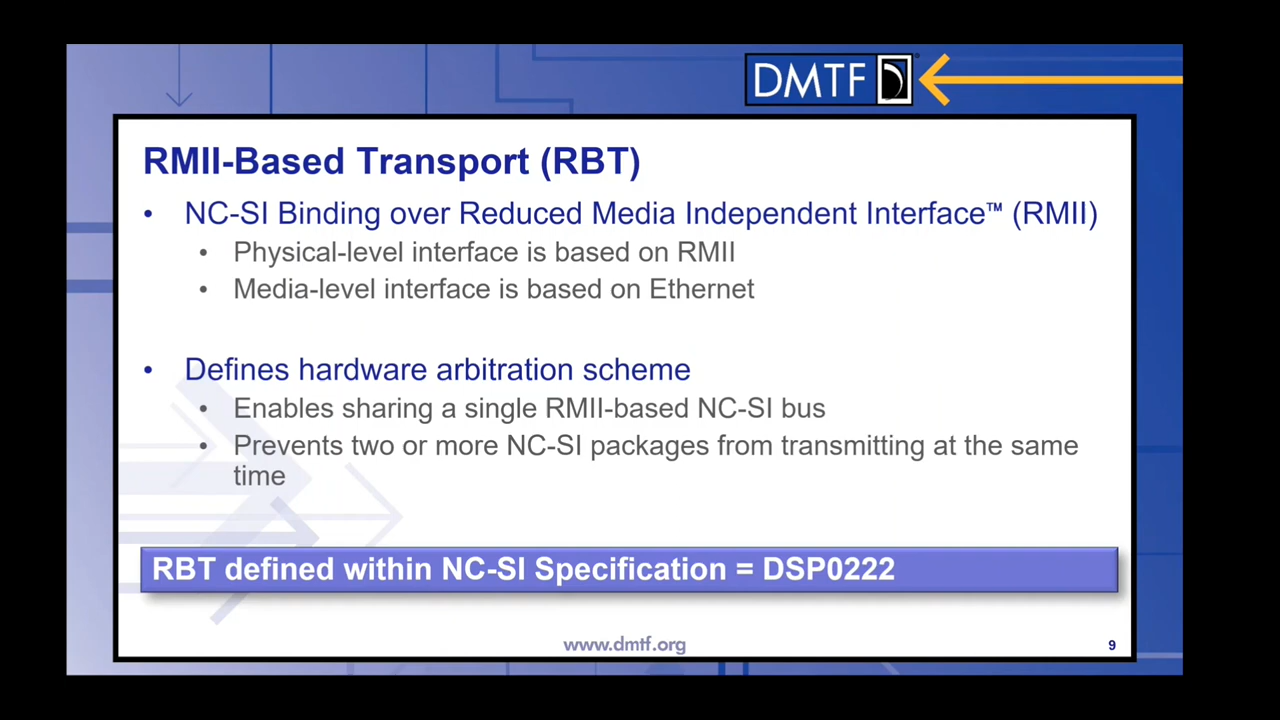 DMTF
RMII-Based Transport (RBT)
• NC-SI Binding over Reduced Media Independent Interface™ (RMII)
• Physical-level interface is based on RMII
• Media-level interface is based on Ethernet
• Defines hardware arbitration scheme
• Enables sharing a single RMII-based NC-SI bus
• Prevents two or more NC-SI packages from transmitting at the same
time
RBT defined within NC-SI Specification = DSP0222
www.dmtf.org
9